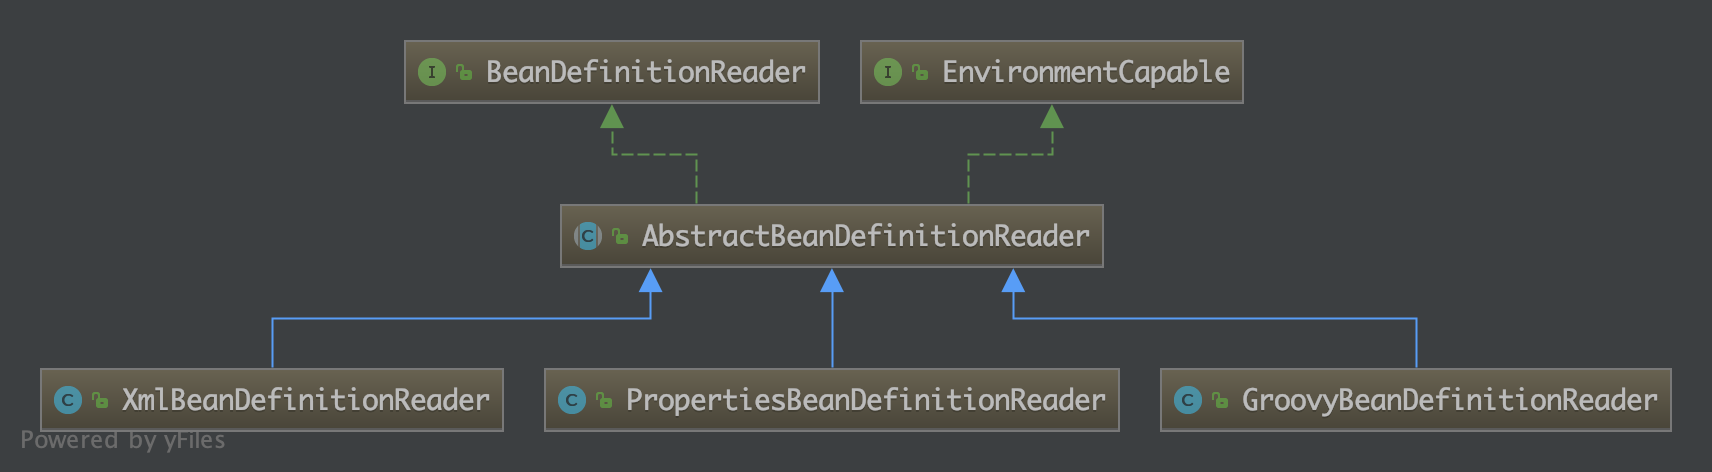 I BeanDefinitionReader
I EnvironmentCapable
C AbstractBeanDefinitionReader
C XmlBeanDefinitionReader
C PropertiesBeanDefinitionReader
C GroovyBeanDefinitionReader
Powered by yFiles